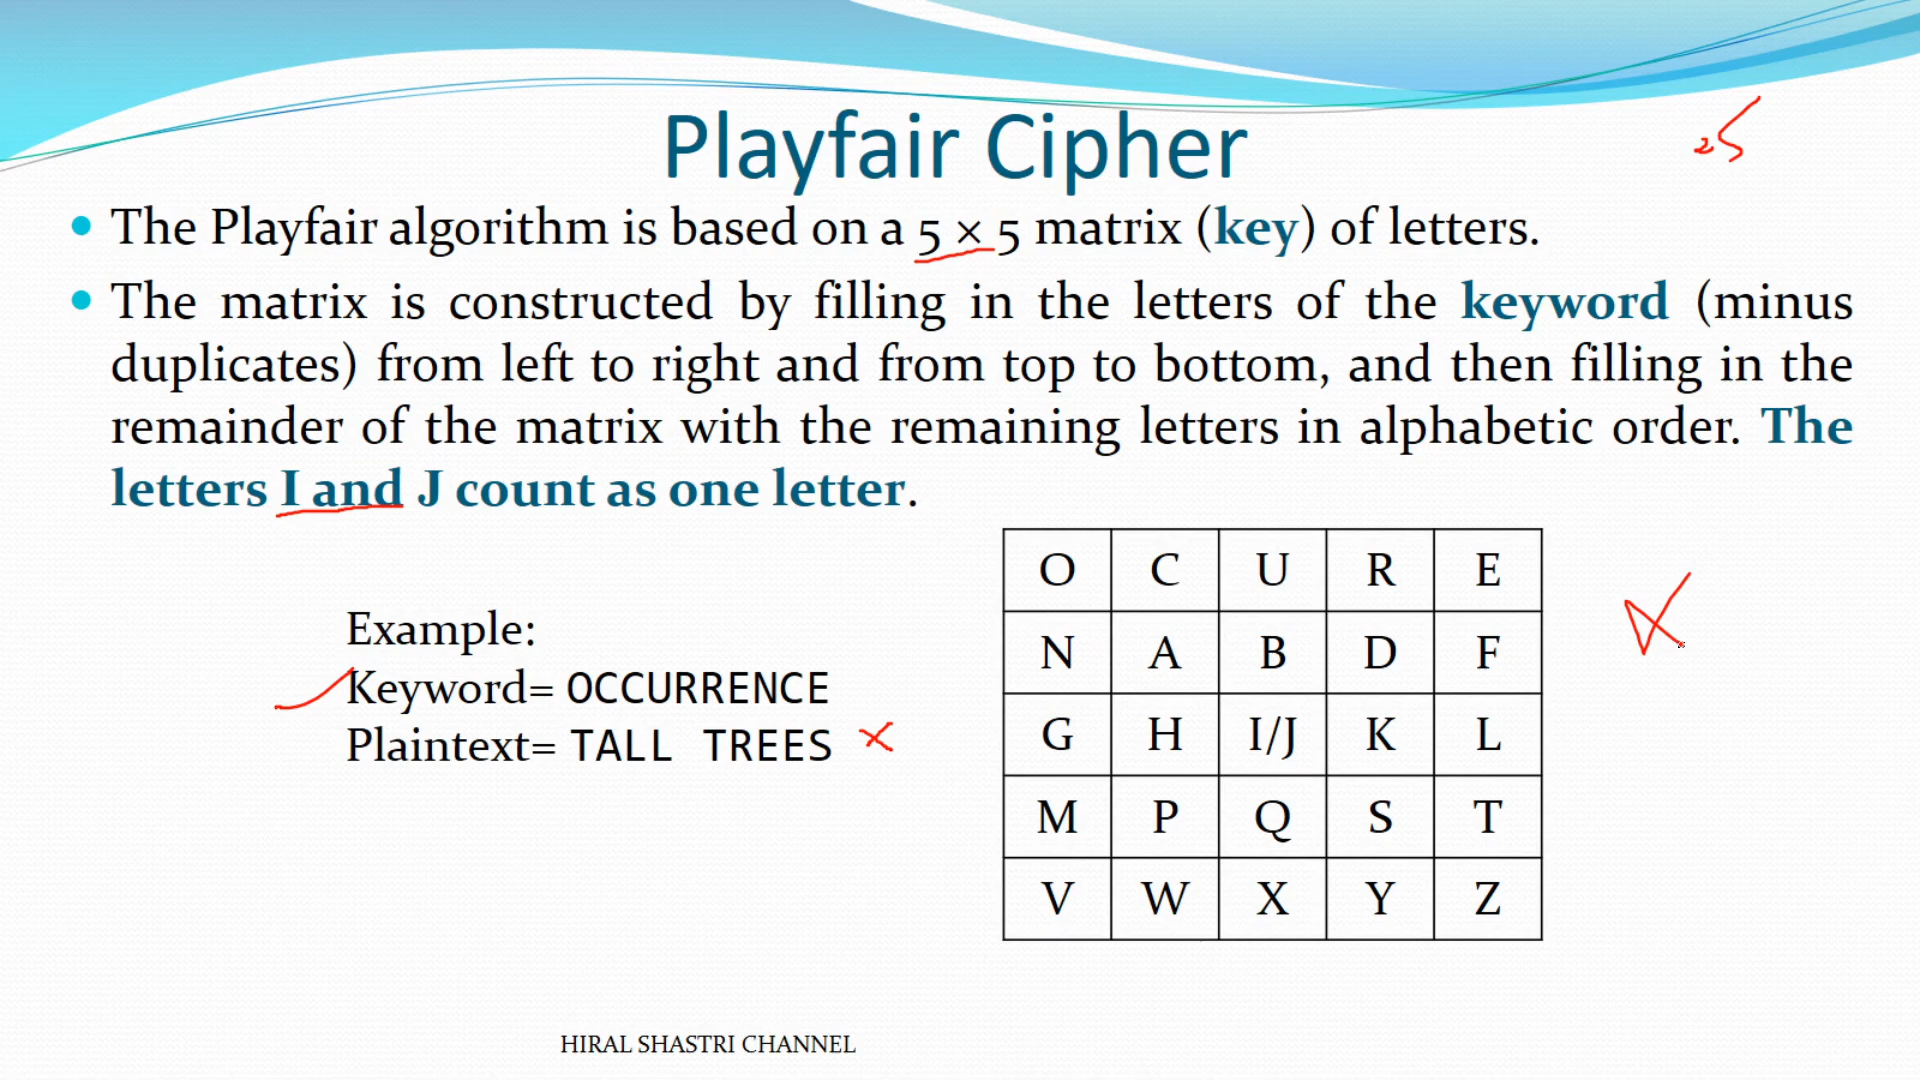 Playfair Cipher
25
The Playfair algorithm is based on a 5 × 5 matrix (key) of letters.
The matrix is constructed by filling in the letters of the keyword (minus
duplicates) from left to right and from top to bottom, and then filling in the
remainder of the matrix with the remaining letters in alphabetic order. The
letters I and J count as one letter.
Example:
Keyword= OCCURRENCE
Plaintext= TALL TREES
O C U R E
N A B D F
G H I/J K L
M P Q S T
V W X Y Z
HIRAL SHASTRI CHANNEL